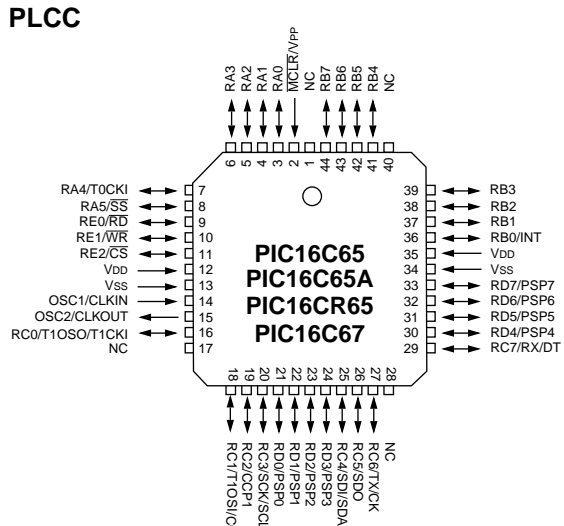 PLCC
RA3
RA2
RA1
RA0
MCLR/VPP
NC
RB7
RB6
RB5
RB4
NC
6
5
4
3
2
1
44
43
42
41
40
RA4/T0CKI
7
RA5/SS
8
RE0/RD
9
RE1/WR
10
RE2/CS
11
VDD
12
VSS
13
OSC1/CLKIN
14
OSC2/CLKOUT
15
RC0/T1OSO/T1CKI
16
NC
17
PIC16C65
PIC16C65A
PIC16CR65
PIC16C67
39
RB3
38
RB2
37
RB1
36
RB0/INT
35
VDD
34
VSS
33
RD7/PSP7
32
RD6/PSP6
31
RD5/PSP5
30
RD4/PSP4
29
RC7/RX/DT
18
19
20
21
22
23
24
25
26
27
28
RC1/T1OSI/C
RC2/CCP1
RC3/SCK/SCL
RD0/PSP0
RD1/PSP1
RD2/PSP2
RD3/PSP3
RC4/SDI/SDA
RC5/SDO
RC6/TX/CK
NC